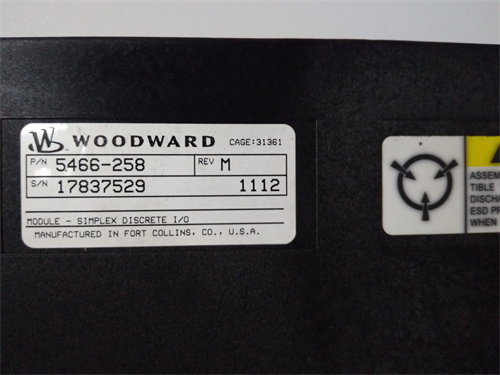 WOODWARD CAGE:31361
P/N 5466-258 REV M
S/N 17837529 1112
MODULE - SIMPLEX DISCRETE I/O
MANUFACTURED IN FORT COLLINS, CO., U.S.A.
ASSEM
TIBLE
DISCHA
ESD PR
WHEN